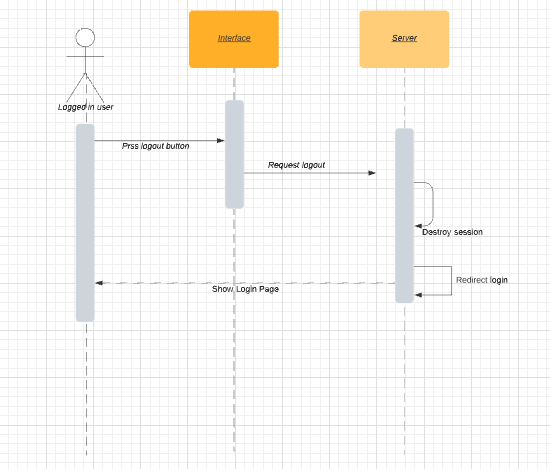 Interface
Server
Logged in user
Prss logout button
Request logout
Destroy session
Redirect login
Show Login Page